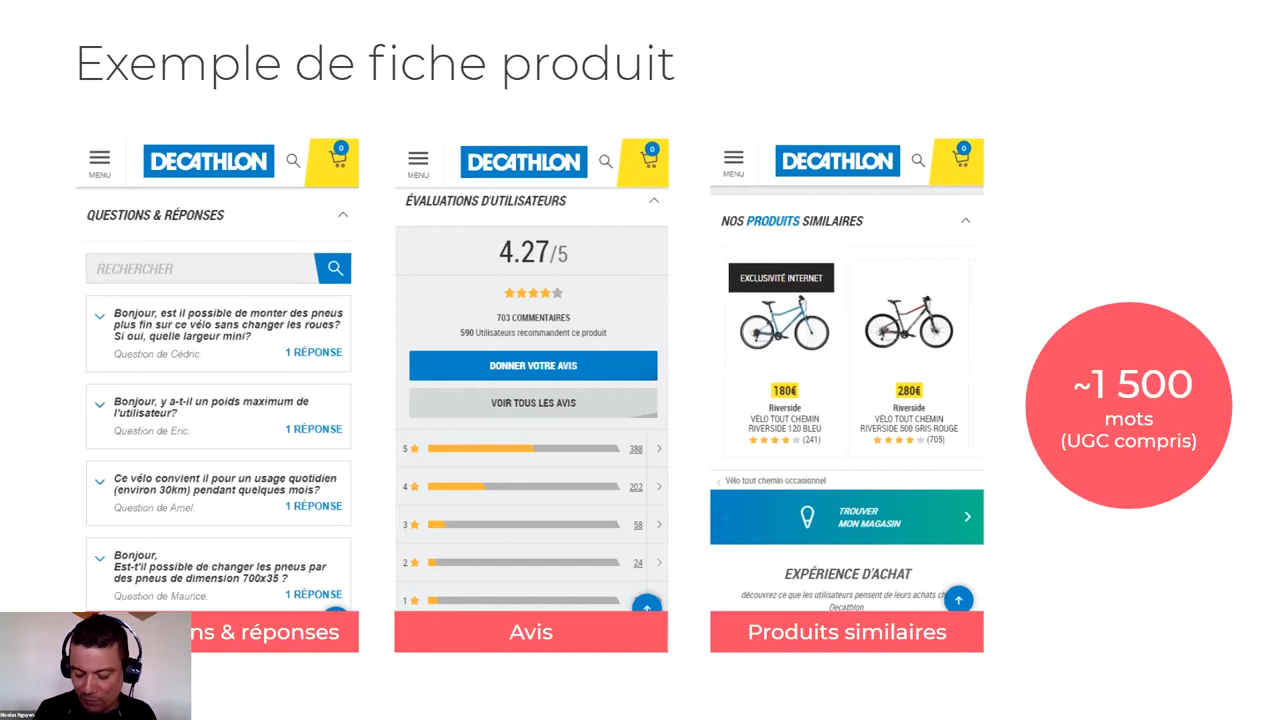 Exemple de fiche produit
MENU
DECATHLON
0
QUESTIONS & RÉPONSES
RECHERCHER
Bonjour, est il possible de monter des pneus
plus fin sur ce vélo sans changer les roues?
Si oui, quelle largeur mini?
Question de Cédric.
1 RÉPONSE
Bonjour, y a-t-il un poids maximum de
l'utilisateur?
Question de Eric.
1 RÉPONSE
Ce vélo convient il pour un usage quotidien
(environ 30km) pendant quelques mois?
Question de Amel.
1 RÉPONSE
Bonjour,
Est-t'il possible de changer les pneus par
des pneus de dimension 700x35 ?
Question de Maurice.
1 RÉPONSE
ns & réponses
MENU
DECATHLON
0
ÉVALUATIONS D'UTILISATEURS
4.27/5
703 COMMENTAIRES
590 Utilisateurs recommandent ce produit
DONNER VOTRE AVIS
VOIR TOUS LES AVIS
5
388
4
202
3
58
2
24
1
Avis
MENU
DECATHLON
0
NOS PRODUITS SIMILAIRES
EXCLUSIVITÉ INTERNET
180€
Riverside
VÉLO TOUT CHEMIN
RIVERSIDE 120 BLEU
(241)
280€
Riverside
VÉLO TOUT CHEMIN
RIVERSIDE 500 GRIS ROUGE
(705)
Vélo tout chemin occasionnel
TROUVER
MON MAGASIN
EXPÉRIENCE D'ACHAT
découvrez ce que les utilisateurs pensent de leurs achats
Decathlon.
Produits similaires
~1 500
mots
(UGC compris)
Nicolas Nguyen